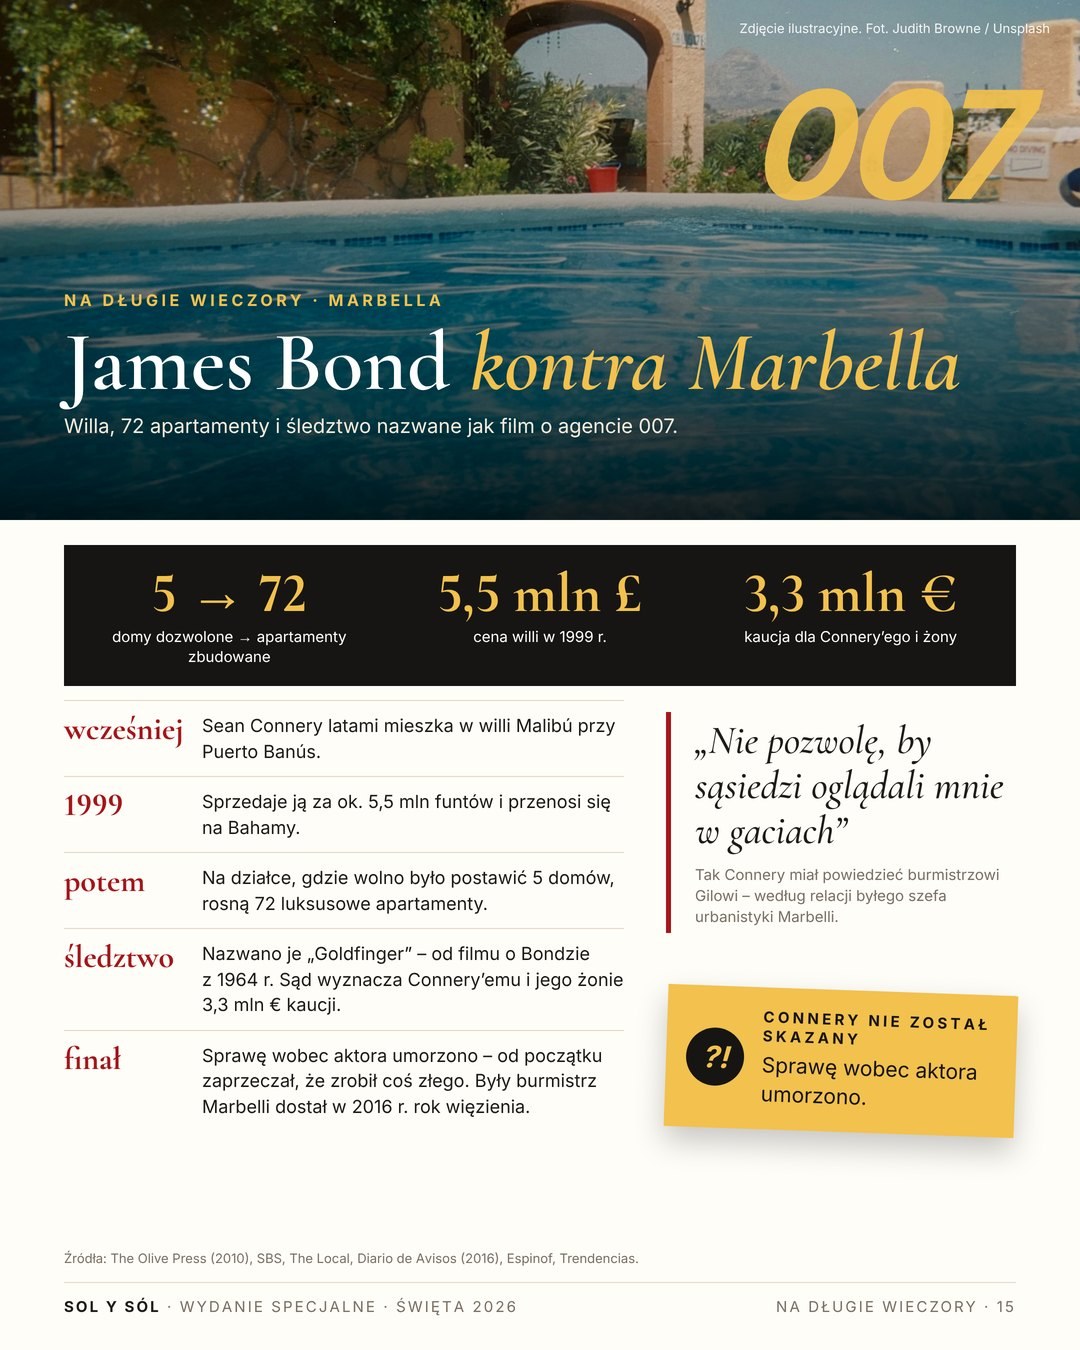 Zdjęcie ilustracyjne. Fot. Judith Browne / Unsplash
007
NO DIVING
NA DŁUGIE WIECZORY · MARBELLA
James Bond kontra Marbella
Willa, 72 apartamenty i śledztwo nazwane jak film o agencie 007.
5 → 72
domy dozwolone → apartamenty
zbudowane
5,5 mln £
cena willi w 1999 r.
3,3 mln €
kaucja dla Connery’ego i żony
wcześniej
Sean Connery latami mieszka w willi Malibú przy
Puerto Banús.
1999
Sprzedaje ją za ok. 5,5 mln funtów i przenosi się
na Bahamy.
potem
Na działce, gdzie wolno było postawić 5 domów,
rosną 72 luksusowe apartamenty.
śledztwo
Nazwano je „Goldfinger” – od filmu o Bondzie
z 1964 r. Sąd wyznacza Connery’emu i jego żonie
3,3 mln € kaucji.
finał
Sprawę wobec aktora umorzono – od początku
zaprzeczał, że zrobił coś złego. Były burmistrz
Marbelli dostał w 2016 r. rok więzienia.
„Nie pozwolę, by
sąsiedzi oglądali mnie
w gaciach”
Tak Connery miał powiedzieć burmistrzowi
Gilowi – według relacji byłego szefa
urbanistyki Marbelli.
?!
CONNERY NIE ZOSTAŁ
SKAZANY
Sprawę wobec aktora
umorzono.
Źródła: The Olive Press (2010), SBS, The Local, Diario de Avisos (2016), Espinof, Trendencias.
SOL Y SÓL · WYDANIE SPECJALNE · ŚWIĘTA 2026
NA DŁUGIE WIECZORY · 15